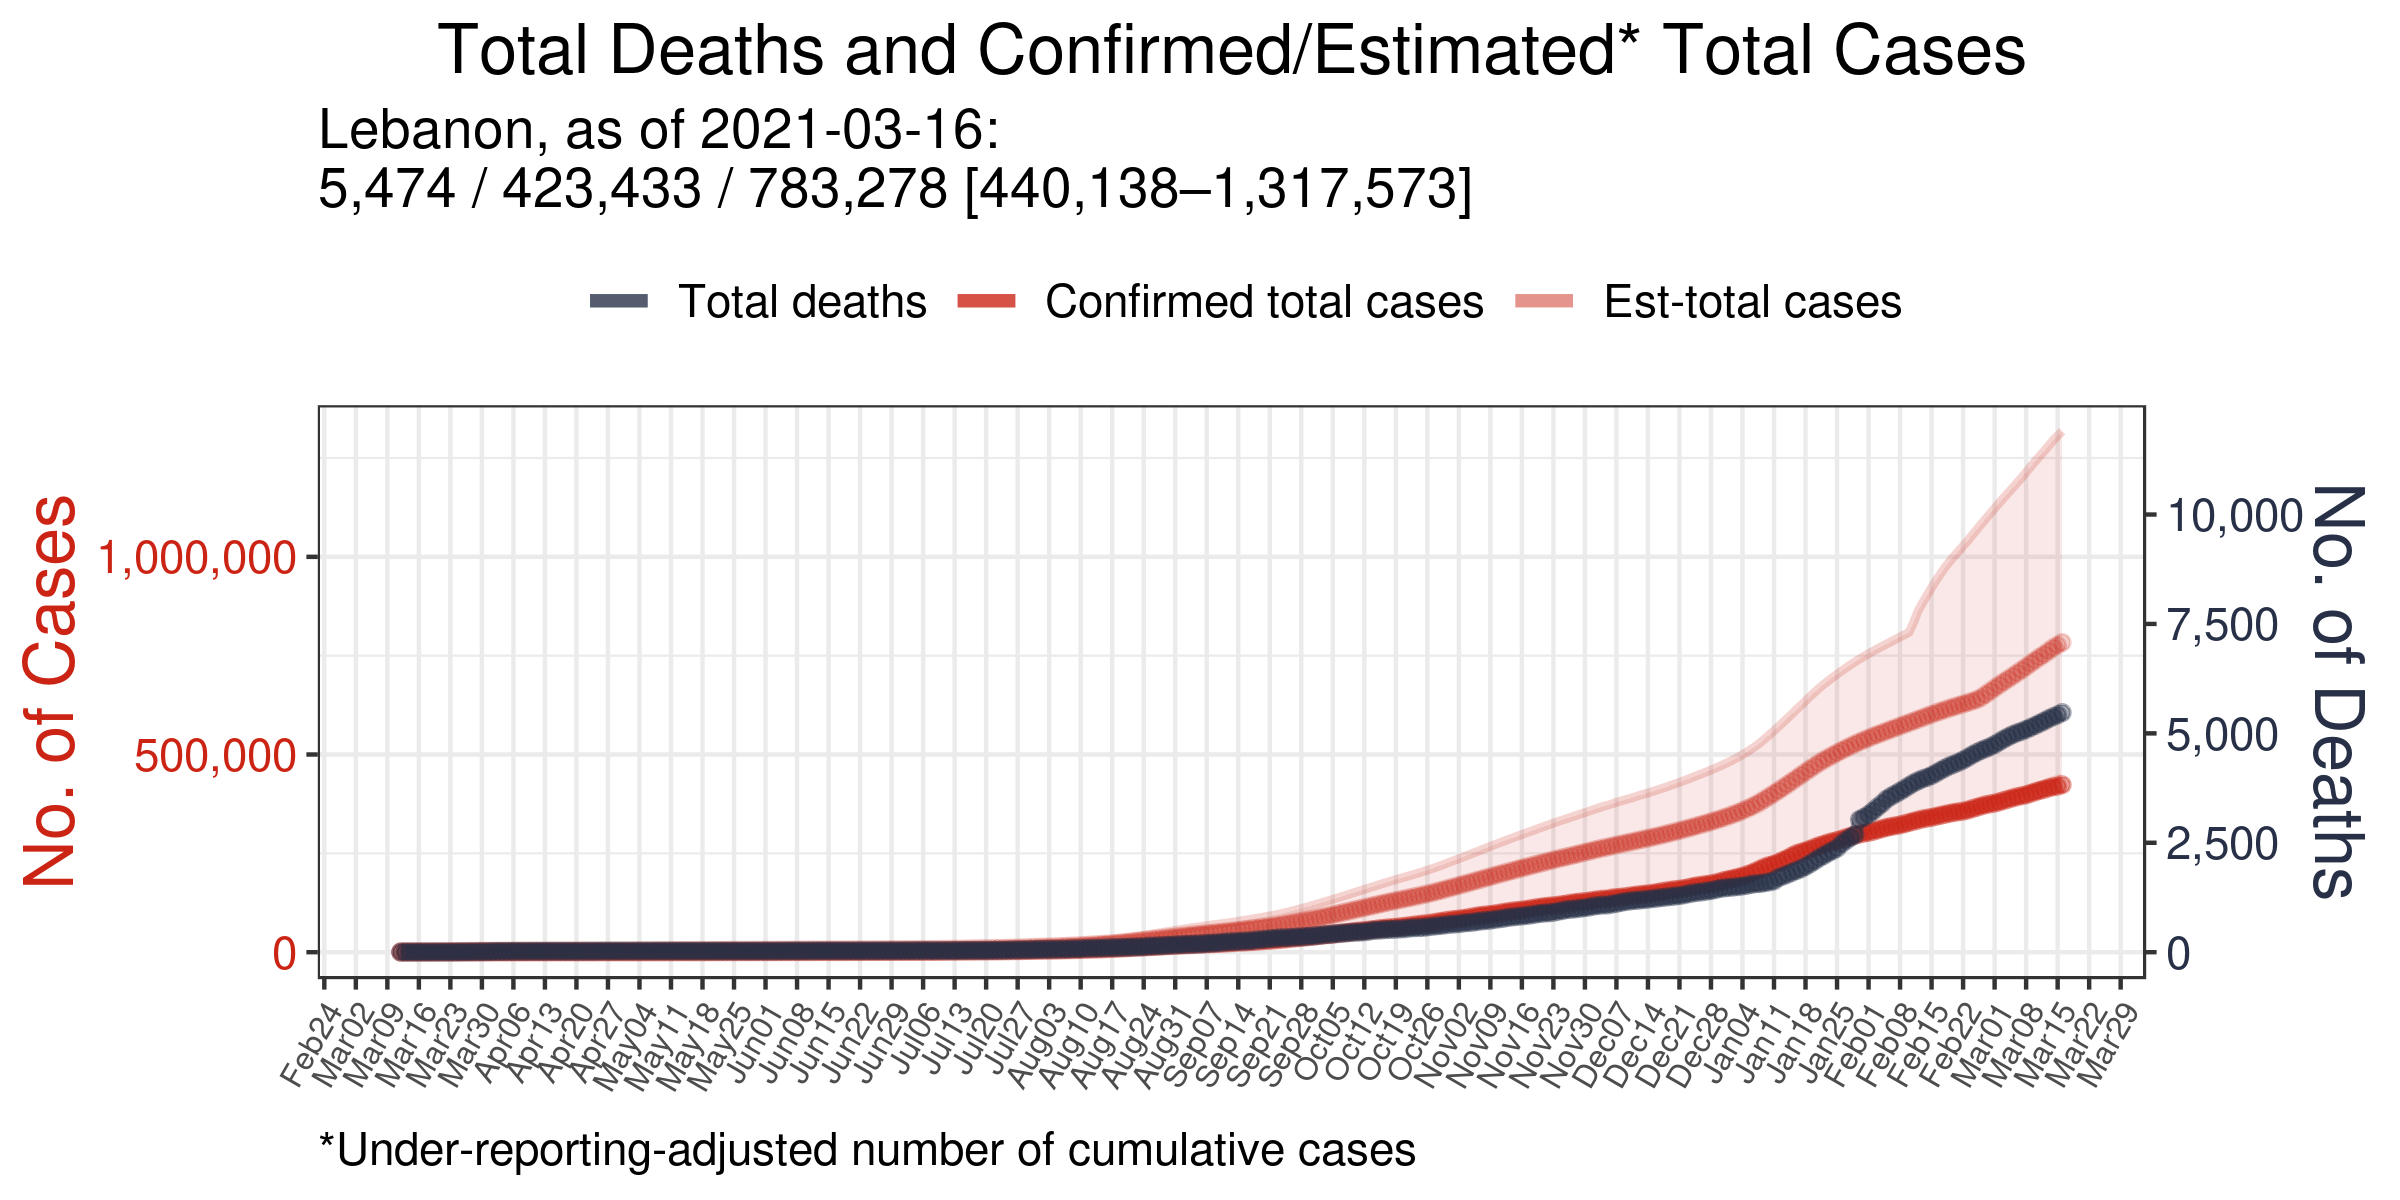 Total Deaths and Confirmed/Estimated* Total Cases
Lebanon, as of 2021-03-16:
5,474 / 423,433 / 783,278 [440,138–1,317,573]
Total deaths
Confirmed total cases
Est-total cases
No. of Cases
1,000,000
500,000
0
10,000
7,500
5,000
2,500
0
No. of Deaths
Feb24
Mar02
Mar09
Mar16
Mar23
Mar30
Apr06
Apr13
Apr20
Apr27
May04
May11
May18
May25
Jun01
Jun08
Jun15
Jun22
Jun29
Jul06
Jul13
Jul20
Jul27
Aug03
Aug10
Aug17
Aug24
Aug31
Sep07
Sep14
Sep21
Sep28
Oct05
Oct12
Oct19
Oct26
Nov02
Nov09
Nov16
Nov23
Nov30
Dec07
Dec14
Dec21
Dec28
Jan04
Jan11
Jan18
Jan25
Feb01
Feb08
Feb15
Feb22
Mar01
Mar08
Mar15
Mar22
Mar29
*Under-reporting-adjusted number of cumulative cases